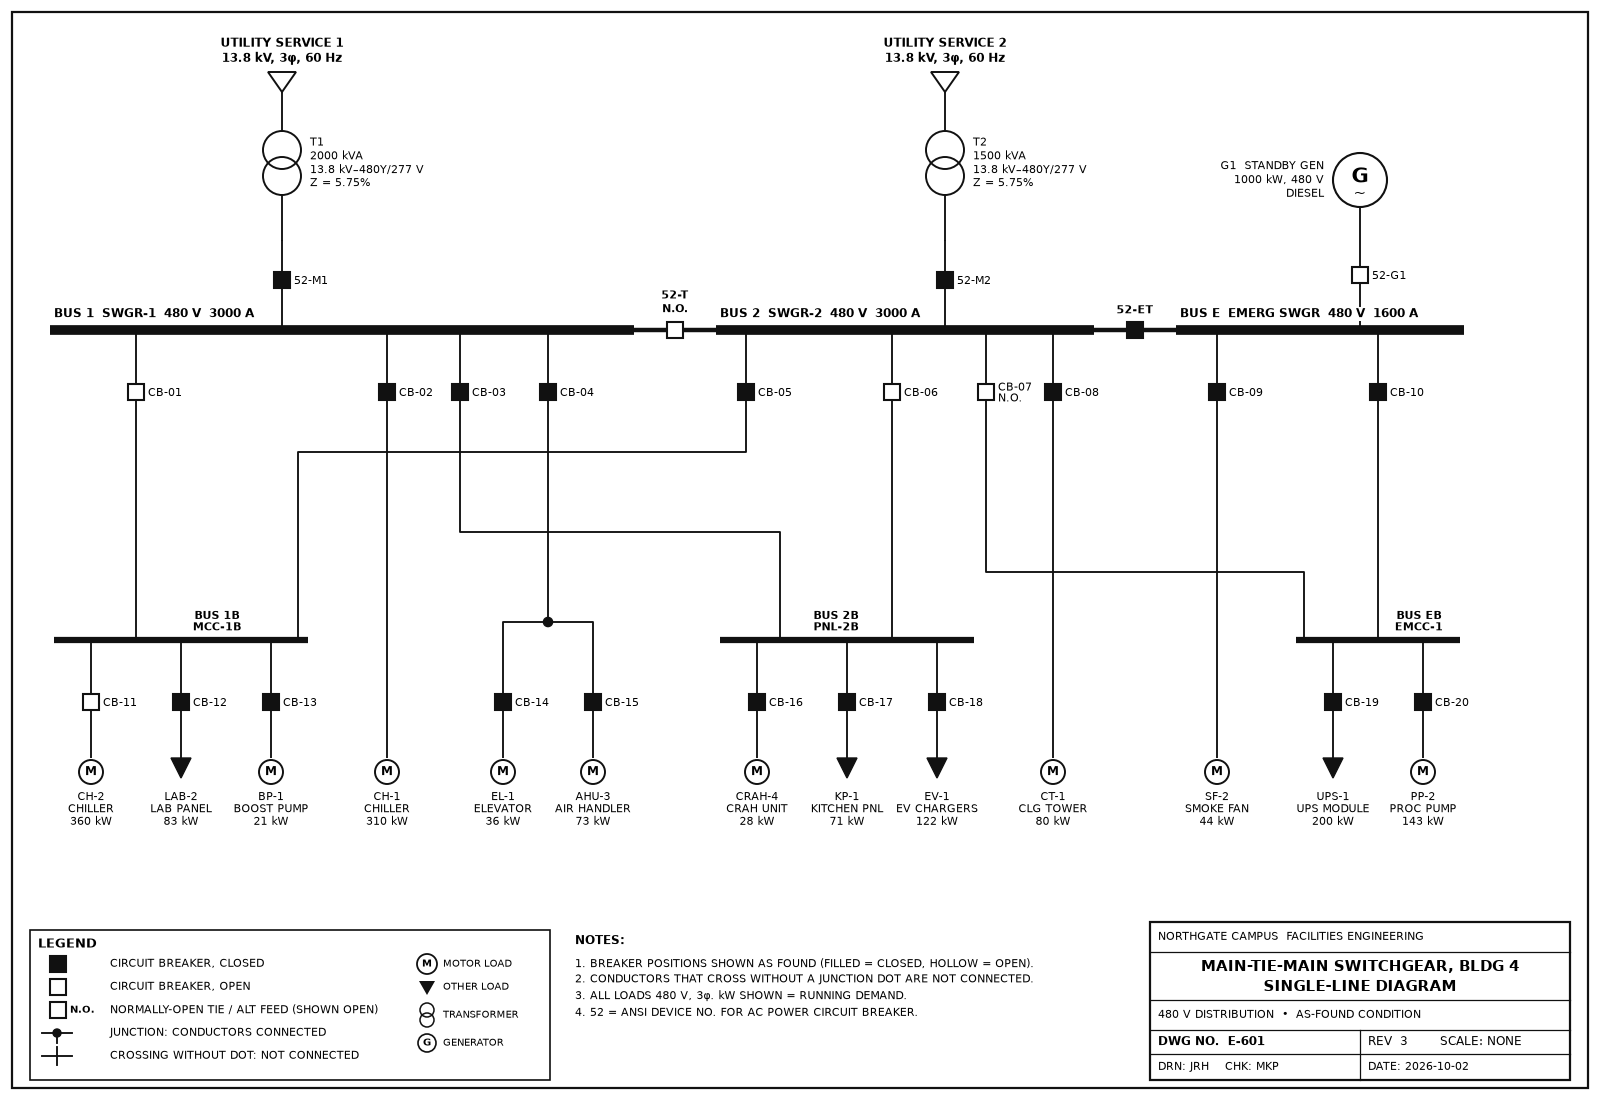 UTILITY SERVICE 1
13.8 kV, 3φ, 60 Hz
UTILITY SERVICE 2
13.8 kV, 3φ, 60 Hz
T1
2000 kVA
13.8 kV–480Y/277 V
Z = 5.75%
T2
1500 kVA
13.8 kV–480Y/277 V
Z = 5.75%
G1 STANDBY GEN
1000 kW, 480 V
DIESEL
G
~
52-M1
52-M2
52-G1
52-T
N.O.
52-ET
BUS 1 SWGR-1 480 V 3000 A
BUS 2 SWGR-2 480 V 3000 A
BUS E EMERG SWGR 480 V 1600 A
CB-01
CB-02
CB-03
CB-04
CB-05
CB-06
CB-07
N.O.
CB-08
CB-09
CB-10
BUS 1B
MCC-1B
BUS 2B
PNL-2B
BUS EB
EMCC-1
CB-11
CB-12
CB-13
CB-14
CB-15
CB-16
CB-17
CB-18
CB-19
CB-20
M
CH-2
CHILLER
360 kW
LAB-2
LAB PANEL
83 kW
M
BP-1
BOOST PUMP
21 kW
M
CH-1
CHILLER
310 kW
M
EL-1
ELEVATOR
36 kW
M
AHU-3
AIR HANDLER
73 kW
M
CRAH-4
CRAH UNIT
28 kW
KP-1
KITCHEN PNL
71 kW
EV-1
EV CHARGERS
122 kW
M
CT-1
CLG TOWER
80 kW
M
SF-2
SMOKE FAN
44 kW
UPS-1
UPS MODULE
200 kW
M
PP-2
PROC PUMP
143 kW
LEGEND
CIRCUIT BREAKER, CLOSED
CIRCUIT BREAKER, OPEN
N.O. NORMALLY-OPEN TIE / ALT FEED (SHOWN OPEN)
JUNCTION: CONDUCTORS CONNECTED
CROSSING WITHOUT DOT: NOT CONNECTED
M MOTOR LOAD
OTHER LOAD
TRANSFORMER
G GENERATOR
NOTES:
1. BREAKER POSITIONS SHOWN AS FOUND (FILLED = CLOSED, HOLLOW = OPEN).
2. CONDUCTORS THAT CROSS WITHOUT A JUNCTION DOT ARE NOT CONNECTED.
3. ALL LOADS 480 V, 3φ. kW SHOWN = RUNNING DEMAND.
4. 52 = ANSI DEVICE NO. FOR AC POWER CIRCUIT BREAKER.
NORTHGATE CAMPUS FACILITIES ENGINEERING
MAIN-TIE-MAIN SWITCHGEAR, BLDG 4
SINGLE-LINE DIAGRAM
480 V DISTRIBUTION • AS-FOUND CONDITION
DWG NO. E-601
REV 3 SCALE: NONE
DRN: JRH CHK: MKP
DATE: 2026-10-02